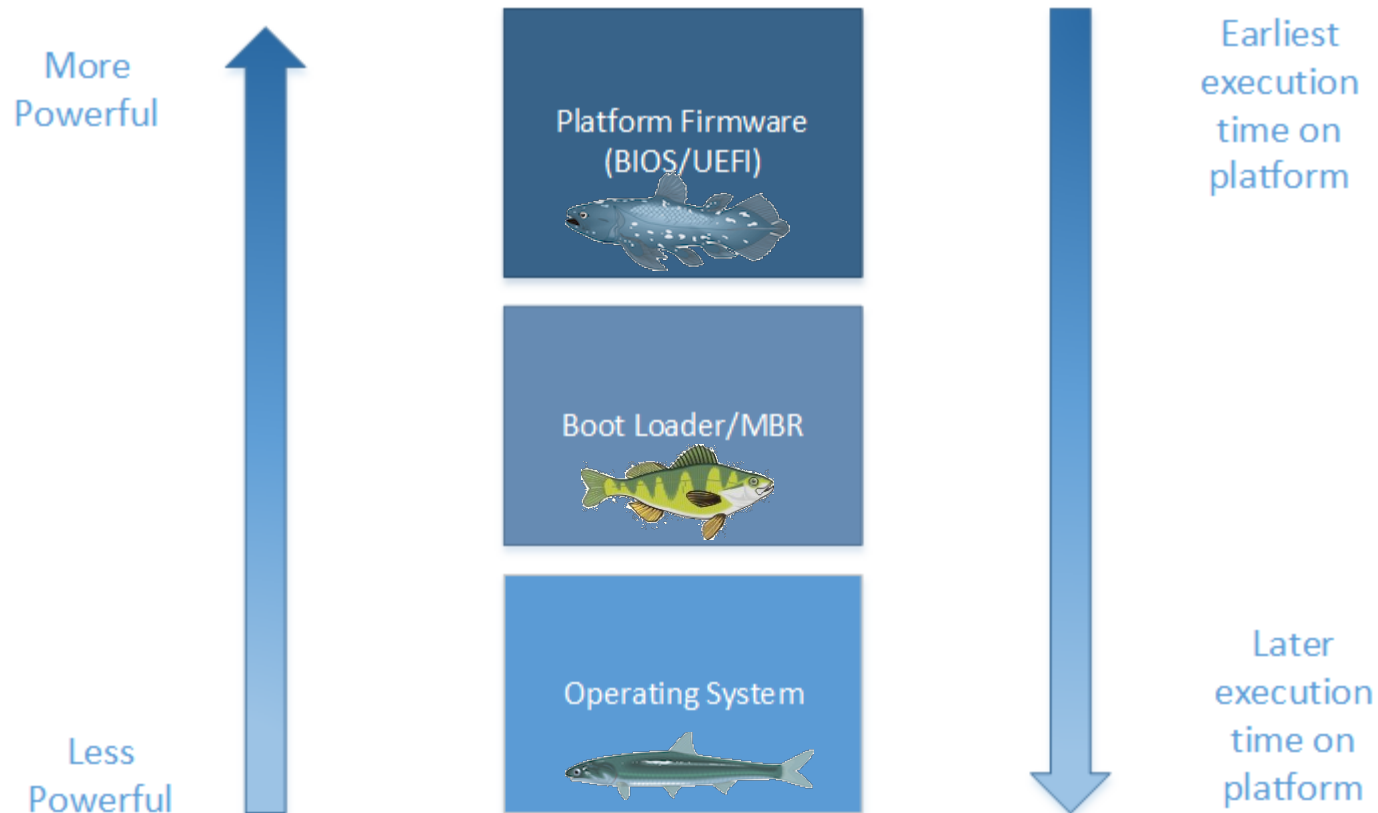 More
Powerful
Earliest
execution
time on
platform
Platform Firmware
(BIOS/UEFI)
Boot Loader/MBR
Operating System
Less
Powerful
Later
execution
time on
platform